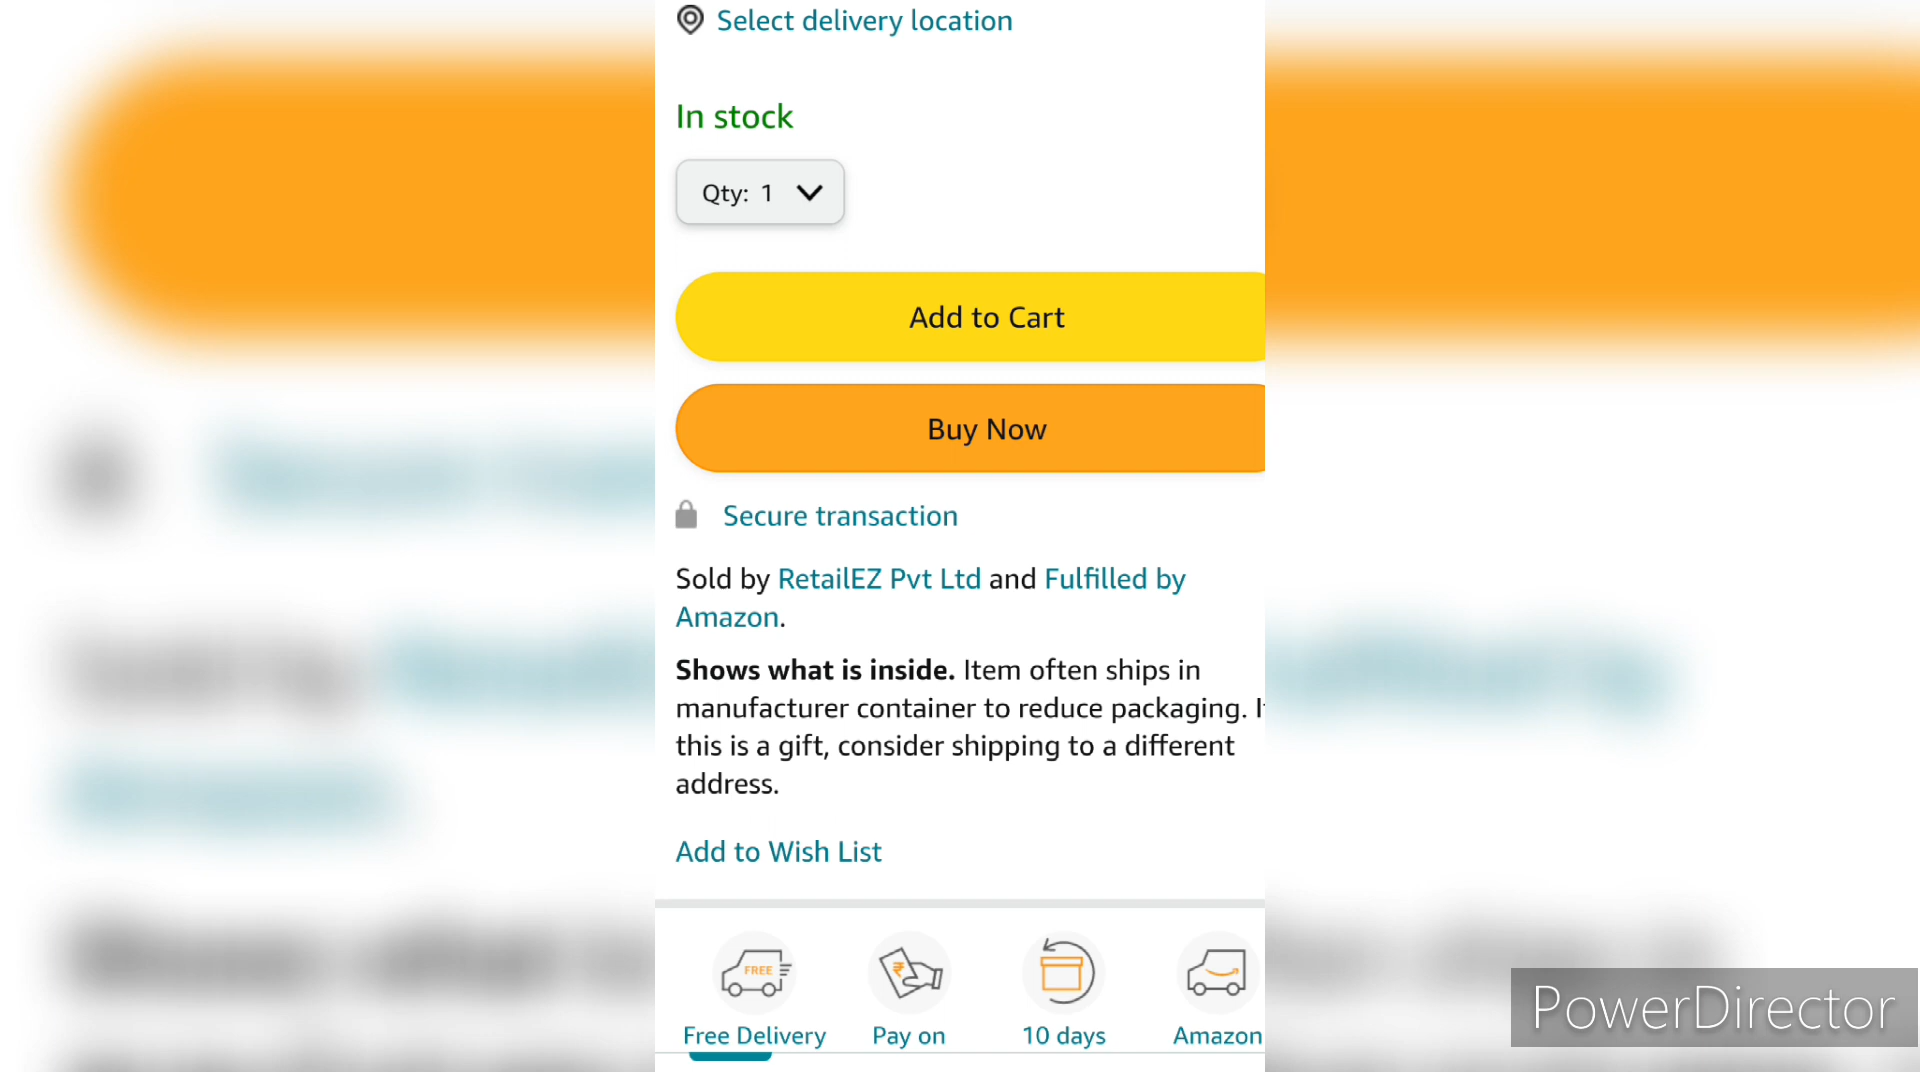 Select delivery location
In stock
Qty: 1
Add to Cart
Buy Now
Secure transaction
Sold by RetailEZ Pvt Ltd and Fulfilled by
Amazon.
Shows what is inside. Item often ships in
manufacturer container to reduce packaging.
this is a gift, consider shipping to a different
address.
Add to Wish List
FREE
₹
Free Delivery
Pay on
10 days
Amazon
PowerDirector